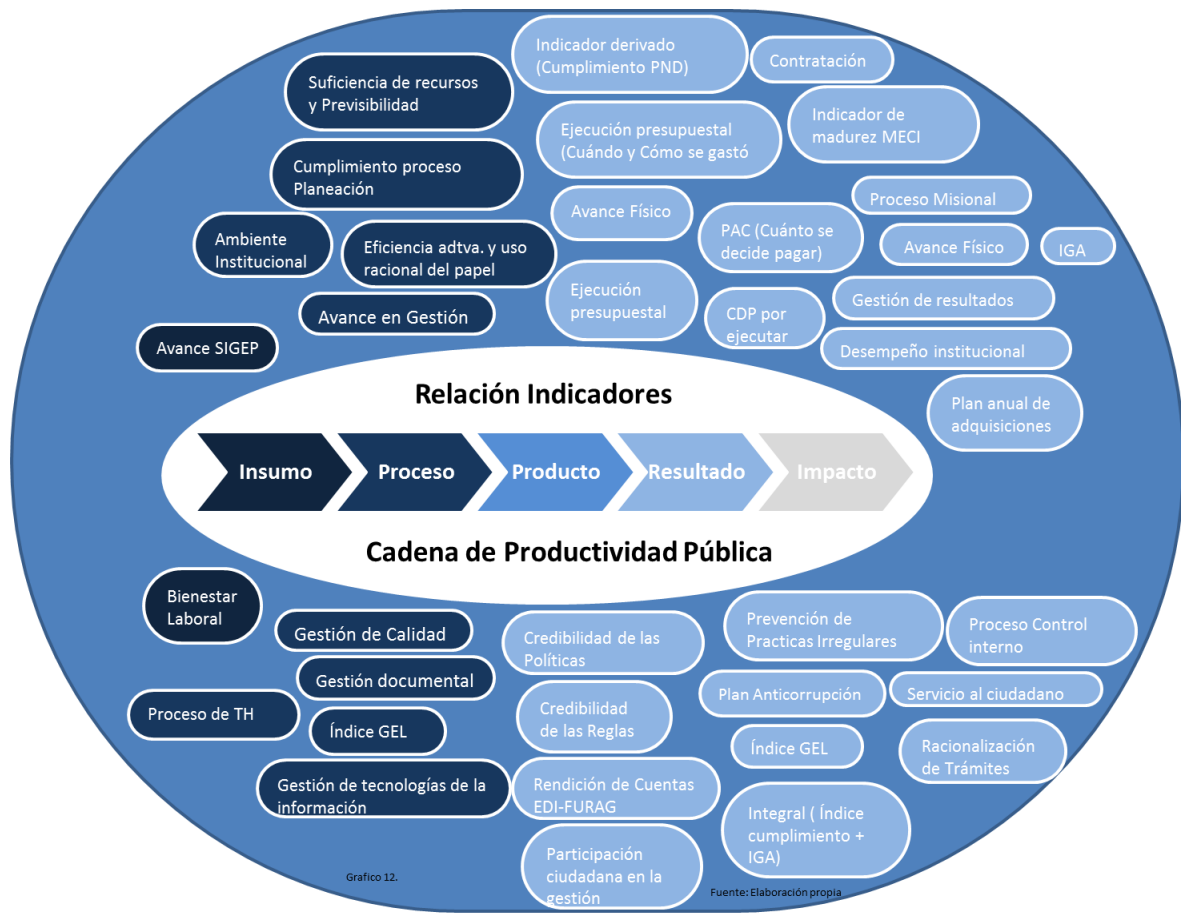 Indicador derivado
(Cumplimiento PND)
Contratación
Suficiencia de recursos
y Previsibilidad
Indicador de
madurez MECI
Ejecución presupuestal
(Cuándo y Cómo se gastó
Cumplimiento proceso
Planeación
Proceso Misional
Avance Físico
PAC (Cuánto se
decide pagar)
Ambiente
Institucional
Eficiencia adtva. y uso
racional del papel
Avance Físico
IGA
Ejecución
presupuestal
Gestión de resultados
Avance en Gestión
CDP por
ejecutar
Avance SIGEP
Desempeño institucional
Relación Indicadores
Plan anual de
adquisiciones
Insumo
Proceso
Producto
Resultado
Impacto
Cadena de Productividad Pública
Bienestar
Laboral
Gestión de Calidad
Credibilidad de las
Políticas
Prevención de
Practicas Irregulares
Proceso Control
interno
Gestión documental
Plan Anticorrupción
Servicio al ciudadano
Proceso de TH
Índice GEL
Credibilidad
de las Reglas
Índice GEL
Racionalización
de Trámites
Gestión de tecnologías de la
información
Rendición de Cuentas
EDI-FURAG
Integral ( Índice
cumplimiento +
IGA)
Participación
ciudadana en la
gestión
Grafico 12.
Fuente: Elaboración propia